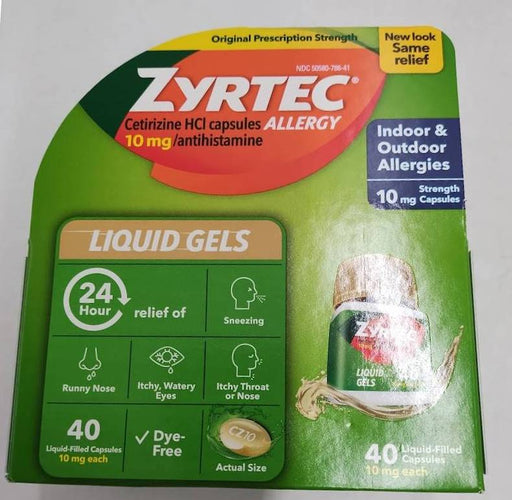 Original Prescription Strength
New look
Same
relief
NDC 50580-786-41
ZYRTEC®
Cetirizine HCl capsules ALLERGY
10 mg/antihistamine
Indoor &
Outdoor
Allergies
10 mg Strength Capsules
LIQUID GELS
24
Hour
relief of
Sneezing
Runny Nose
Itchy, Watery
Eyes
Itchy Throat
or Nose
40
Liquid-Filled Capsules
10 mg each
✓ Dye-
Free
CZ10
Actual Size
ZYRTEC
LIQUID
GELS
40 Liquid-Filled
Capsules
10 mg each